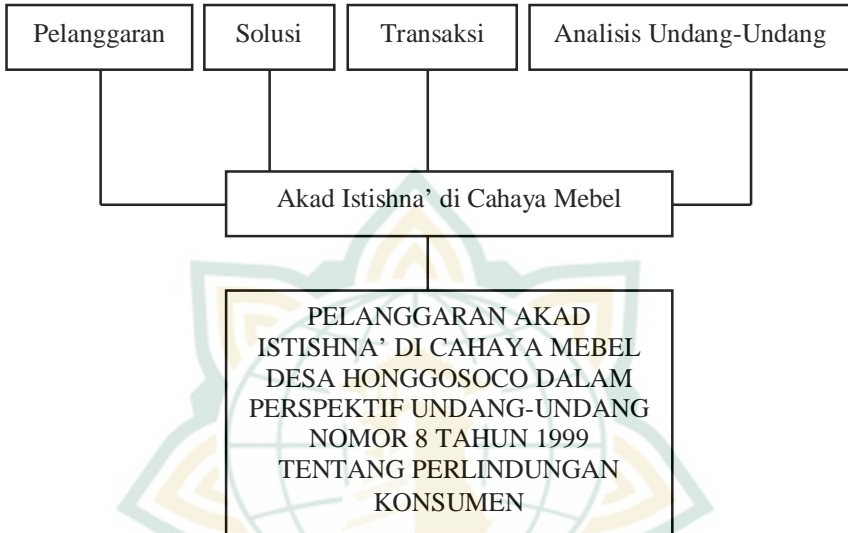 Pelanggaran
Solusi
Transaksi
Analisis Undang-Undang
Akad Istishna’ di Cahaya Mebel
PELANGGARAN AKAD
ISTISHNA’ DI CAHAYA MEBEL
DESA HONGGOSOCO DALAM
PERSPEKTIF UNDANG-UNDANG
NOMOR 8 TAHUN 1999
TENTANG PERLINDUNGAN
KONSUMEN